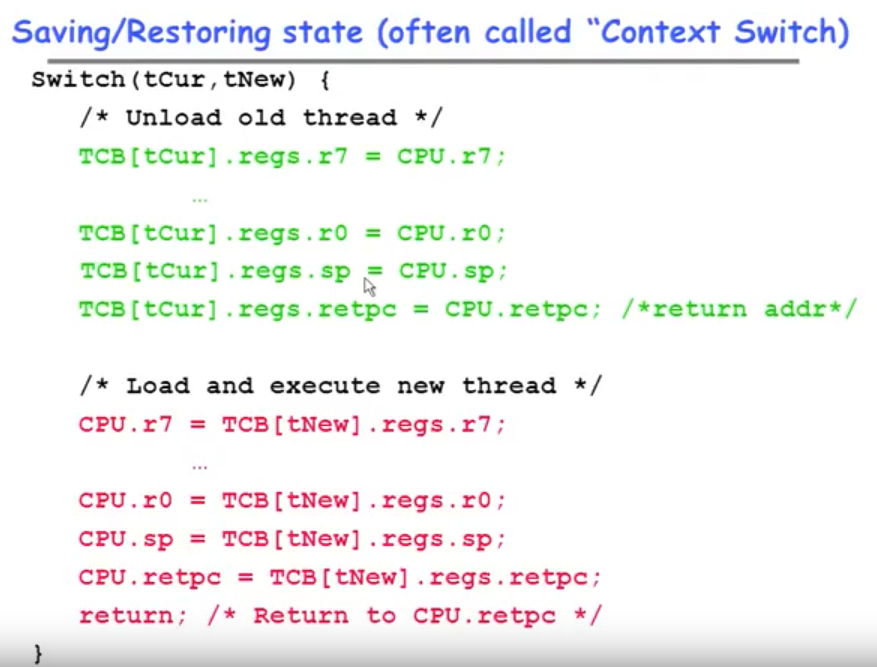 Saving/Restoring state (often called “Context Switch)
Switch(tCur,tNew) {
/* Unload old thread */
TCB[tCur].regs.r7 = CPU.r7;
…
TCB[tCur].regs.r0 = CPU.r0;
TCB[tCur].regs.sp = CPU.sp;
TCB[tCur].regs.retpc = CPU.retpc; /*return addr*/
/* Load and execute new thread */
CPU.r7 = TCB[tNew].regs.r7;
…
CPU.r0 = TCB[tNew].regs.r0;
CPU.sp = TCB[tNew].regs.sp;
CPU.retpc = TCB[tNew].regs.retpc;
return; /* Return to CPU.retpc */
}